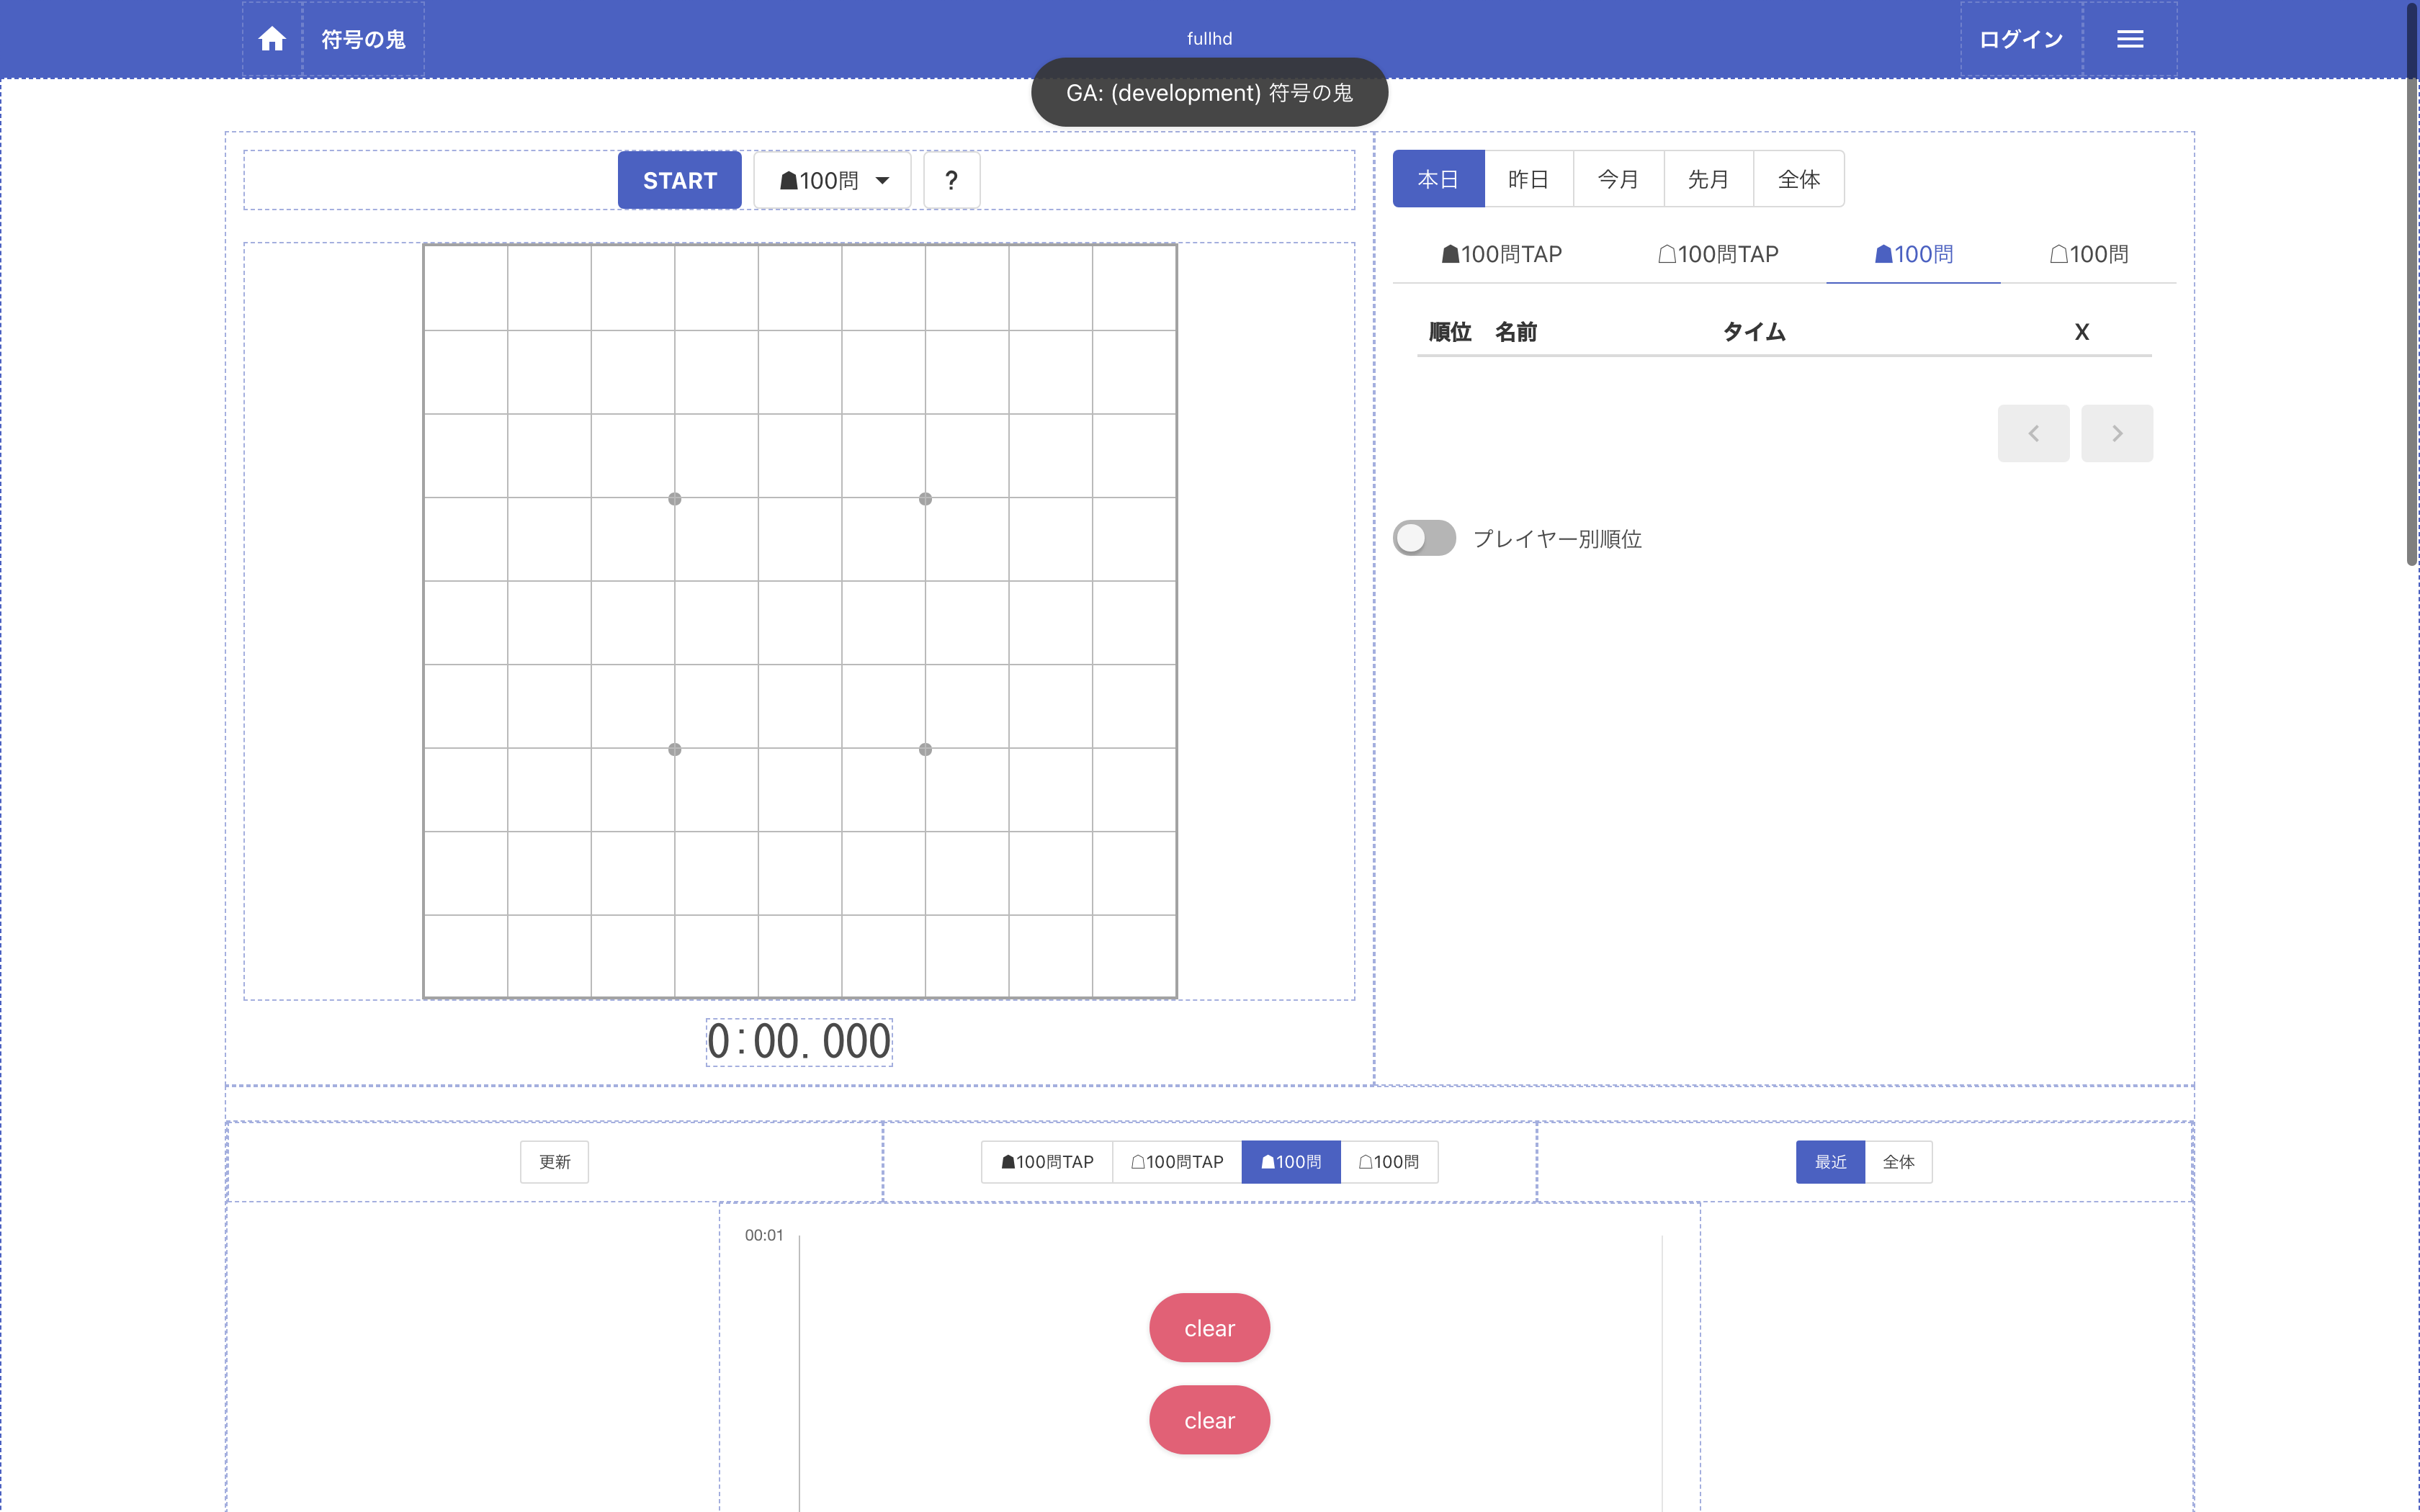 符号の鬼
fullhd
ログイン
GA: (development) 符号の鬼
START
☗100問
?
0:00.000
本日 昨日 今月 先月 全体
☗100問TAP ☖100問TAP ☗100問 ☖100問
順位 名前 タイム X
プレイヤー別順位
更新
☗100問TAP ☖100問TAP ☗100問 ☖100問
最近 全体
00:01
clear
clear